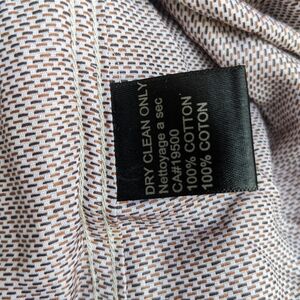 DRY CLEAN ONLY
Nettoyage a sec
CA#19500
100% COTTON
100% COTON